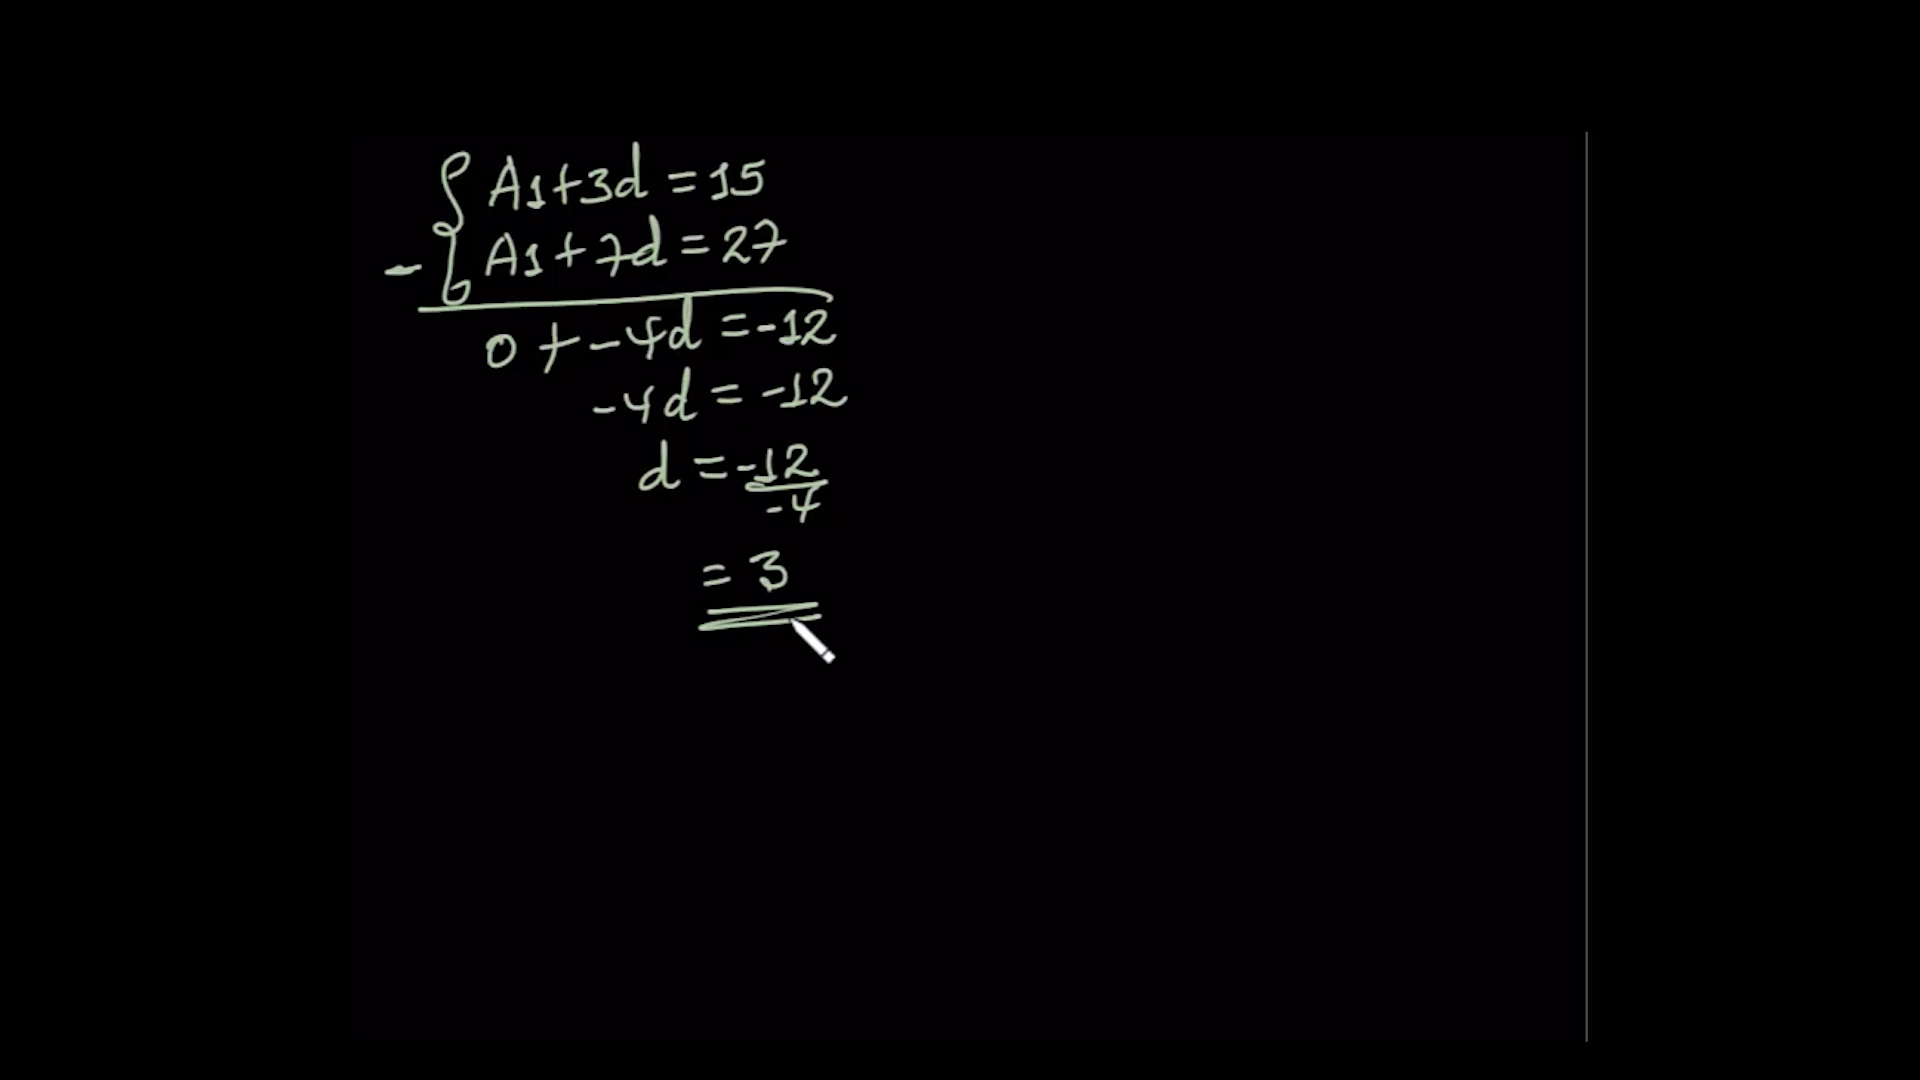 { A1+3d = 15
- { A1+7d = 27
0 + -4d = -12
-4d = -12
d = -12/-4
= 3